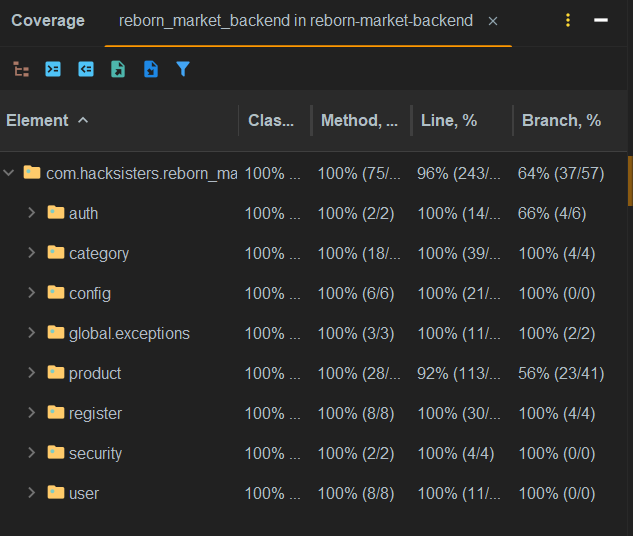 Coverage reborn_market_backend in reborn-market-backend ×
Element Clas... Method, ... Line, % Branch, %
com.hacksisters.reborn_ma 100% ... 100% (75/... 96% (243/... 64% (37/57)
auth 100% ... 100% (2/2) 100% (14/... 66% (4/6)
category 100% ... 100% (18/... 100% (39/... 100% (4/4)
config 100% ... 100% (6/6) 100% (21/... 100% (0/0)
global.exceptions 100% ... 100% (3/3) 100% (11/... 100% (2/2)
product 100% ... 100% (28/... 92% (113/... 56% (23/41)
register 100% ... 100% (8/8) 100% (30/... 100% (4/4)
security 100% ... 100% (2/2) 100% (4/4) 100% (0/0)
user 100% ... 100% (8/8) 100% (11/... 100% (0/0)